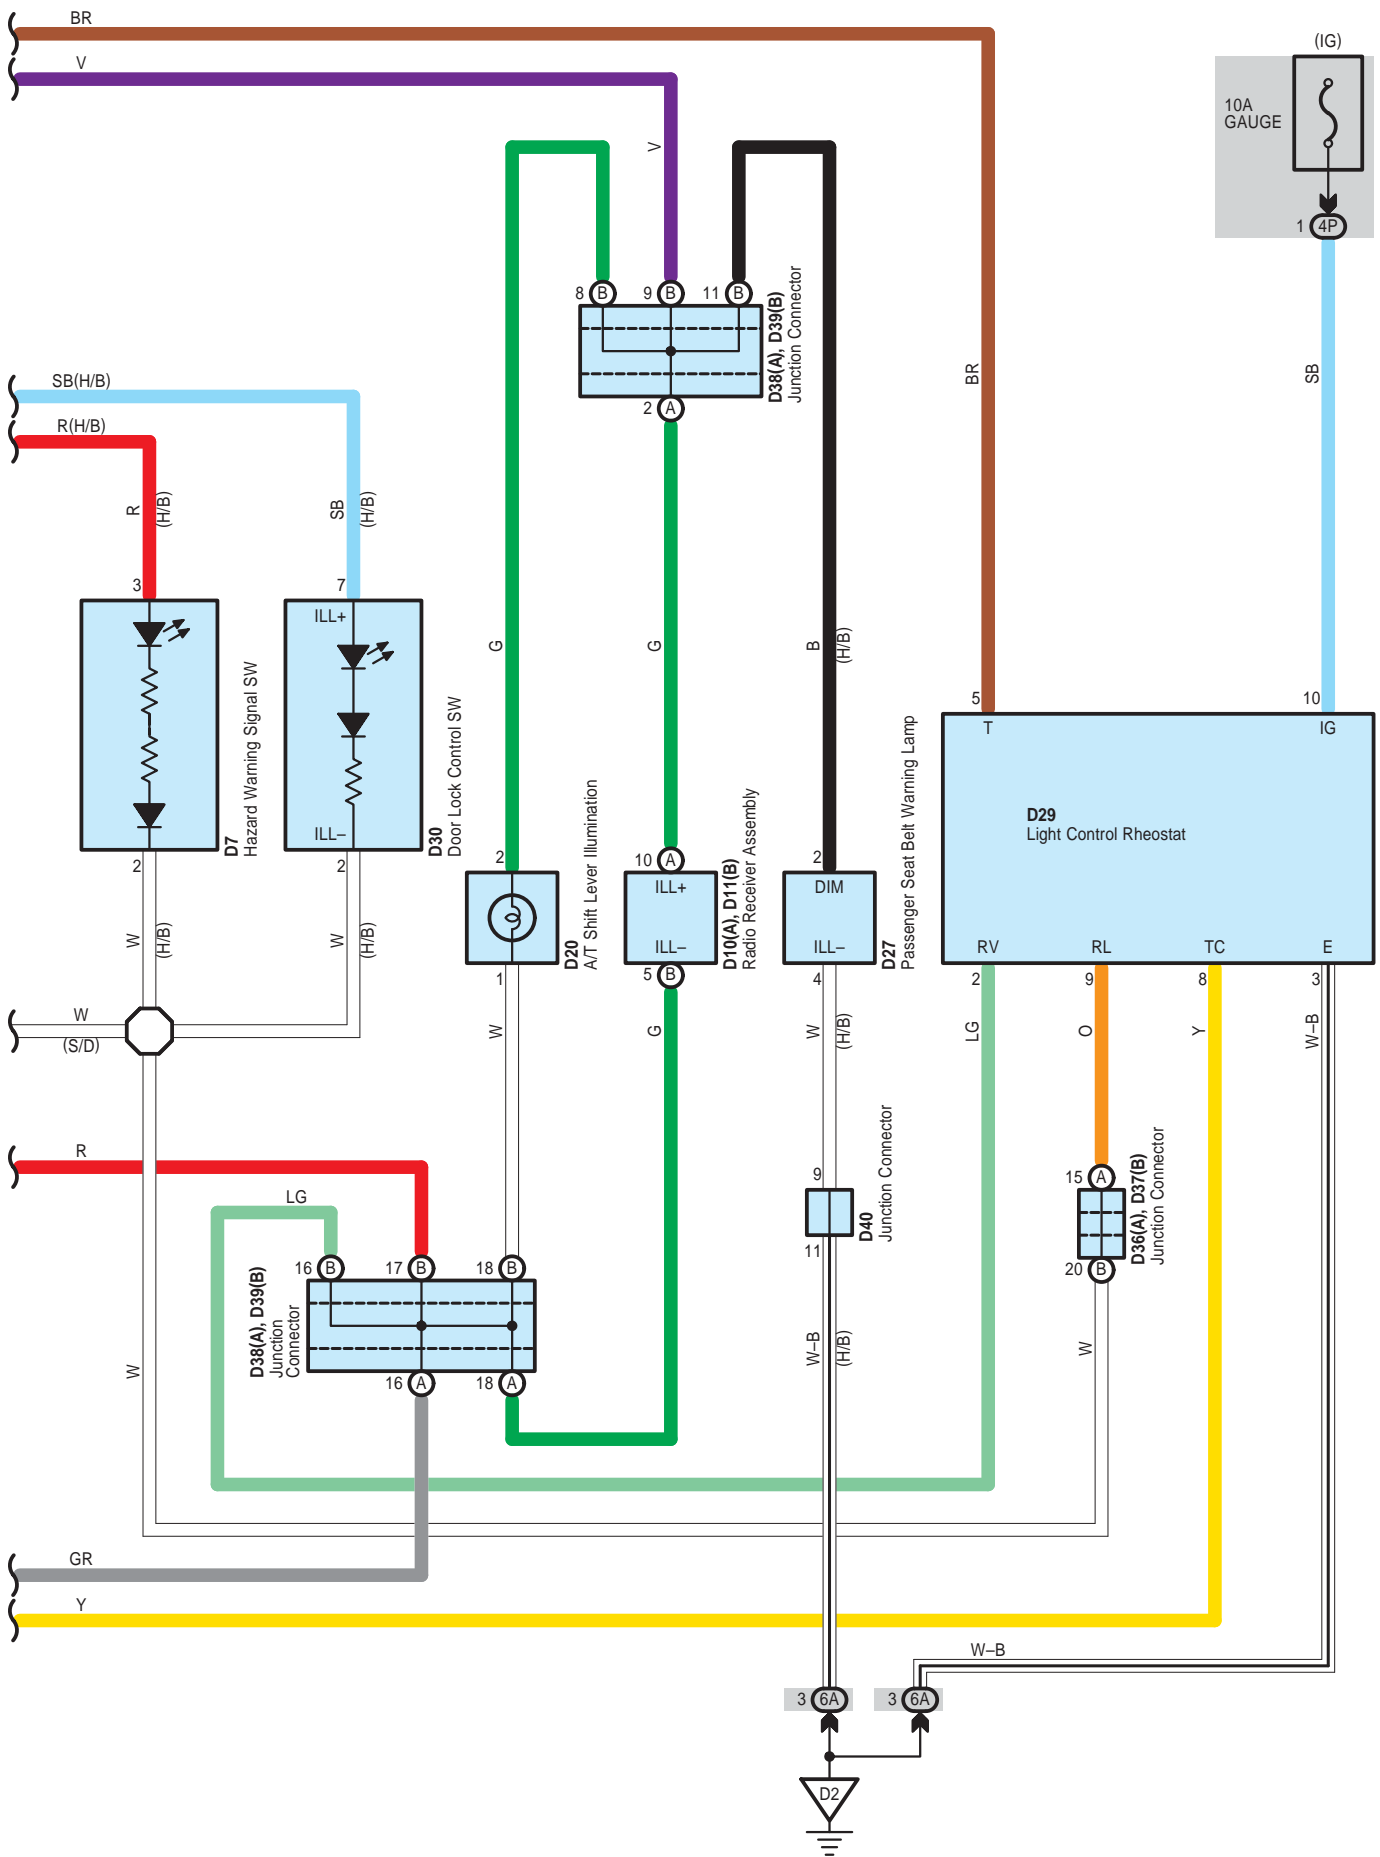 BR
(IG)
V
10A
GAUGE
V
1 4P
8 B 9 B 11 B
D38(A), D39(B)
Junction Connector
SB(H/B)
BR
SB
2 A
R(H/B)
R
(H/B)
SB
(H/B)
3
7
ILL+
G
G
B
(H/B)
5
10
T
IG
D7
Hazard Warning Signal SW
ILL–
D30
Door Lock Control SW
D29
Light Control Rheostat
2
2
2
10 A
2
ILL+
DIM
D20
A/T Shift Lever Illumination
D10(A), D11(B)
Radio Receiver Assembly
D27
Passenger Seat Belt Warning Lamp
W
(H/B)
W
(H/B)
ILL–
ILL–
RV
RL
TC
E
1
5 B
4
2
9
8
3
W
(S/D)
W
G
W
(H/B)
LG
O
Y
W–B
R
9
D40
Junction Connector
15 A
D36(A), D37(B)
Junction Connector
LG
11
20 B
16 B 17 B 18 B
D38(A), D39(B)
Junction
Connector
W
W–B
(H/B)
W
16 A 18 A
GR
Y
W–B
3 6A 3 6A
D2